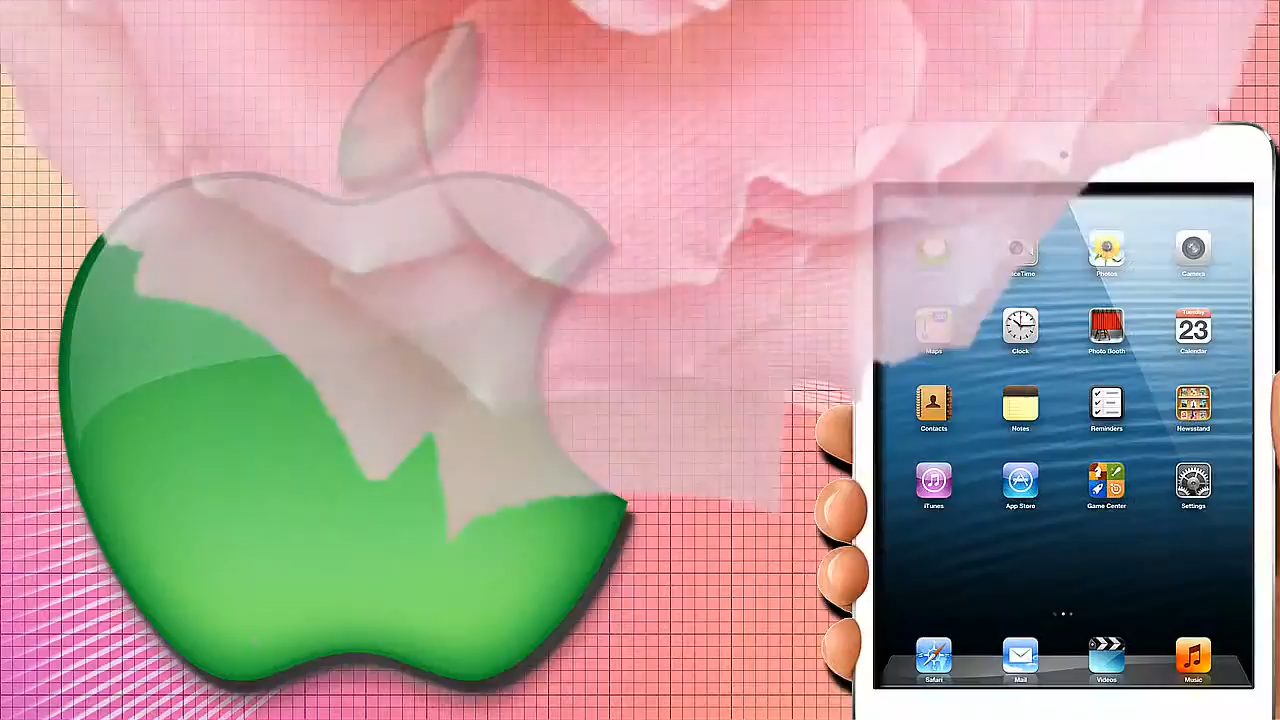 ceTime
Photos
Camera
Maps
Clock
Photo Booth
Tuesday
23
Calendar
Contacts
Notes
Reminders
Newsstand
iTunes
App Store
Game Center
Settings
Safari
Mail
Videos
Music